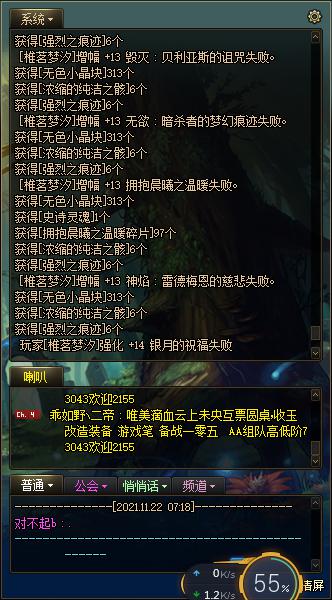 系统
获得[强烈之痕迹]6个
[椎茗梦汐]增幅 +13 毁灭：贝利亚斯的诅咒失败。
获得[无色小晶块]313个
获得[浓缩的纯洁之骸]6个
获得[强烈之痕迹]6个
[椎茗梦汐]增幅 +13 无欲：暗杀者的梦幻痕迹失败。
获得[无色小晶块]313个
获得[浓缩的纯洁之骸]6个
获得[强烈之痕迹]6个
[椎茗梦汐]增幅 +13 拥抱晨曦之温暖失败。
获得[无色小晶块]313个
获得[史诗灵魂]1个
获得[拥抱晨曦之温暖碎片]97个
获得[浓缩的纯洁之骸]6个
获得[强烈之痕迹]6个
[椎茗梦汐]增幅 +13 神焰：雷德梅恩的慈悲失败。
获得[无色小晶块]313个
获得[浓缩的纯洁之骸]6个
获得[强烈之痕迹]6个
玩家[椎茗梦汐]强化 +14 银月的祝福失败
喇叭
3043欢迎2155
Ch. 4 乖如野乀二帝：唯美滴血云上未央互票圆桌,收玉
改造装备 游戏笔 备战一零五 AA组队高低阶7
3043欢迎2155
普通 公会 悄悄话 频道
---------------[2021.11.22 07:18]---------------
对不起b：.
0K/s
1.2K/s
55%
清屏